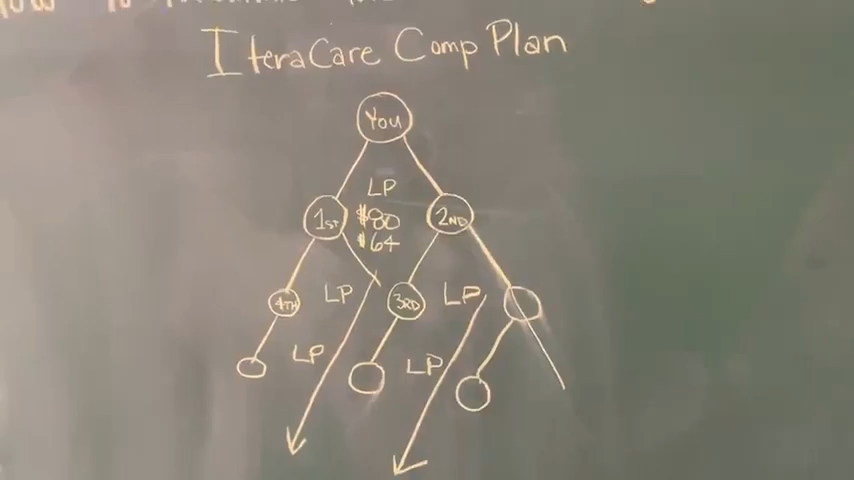 IteraCare Comp Plan
You
LP
1ST $80 2ND
$64
4TH LP 3RD LP
LP LP